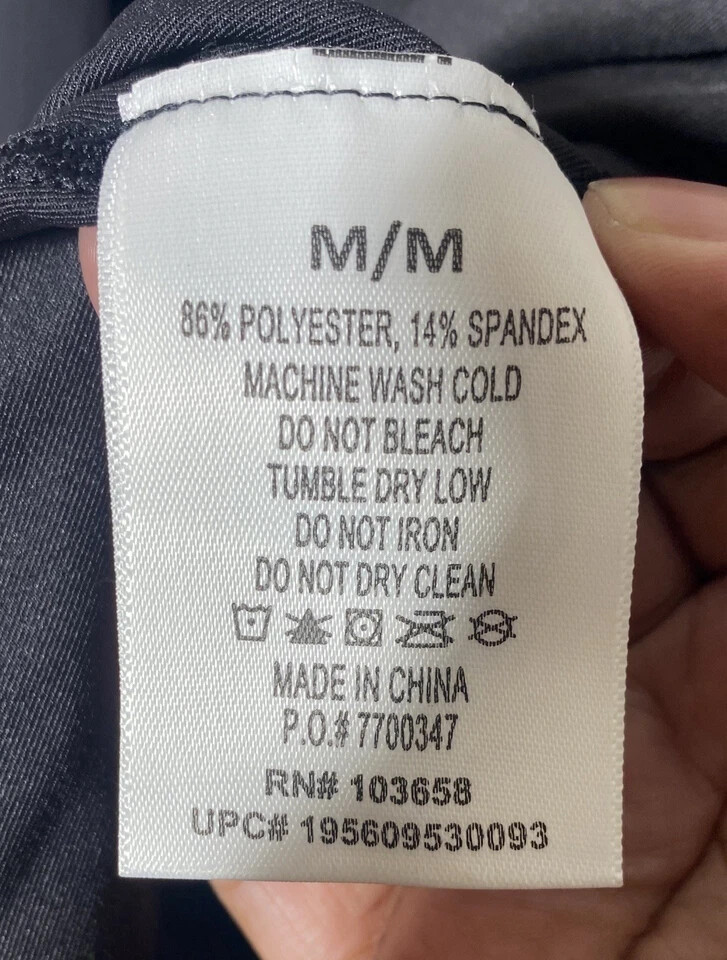 M/M
86% POLYESTER, 14% SPANDEX
MACHINE WASH COLD
DO NOT BLEACH
TUMBLE DRY LOW
DO NOT IRON
DO NOT DRY CLEAN
MADE IN CHINA
P.O.# 7700347
RN# 103658
UPC# 195609530093